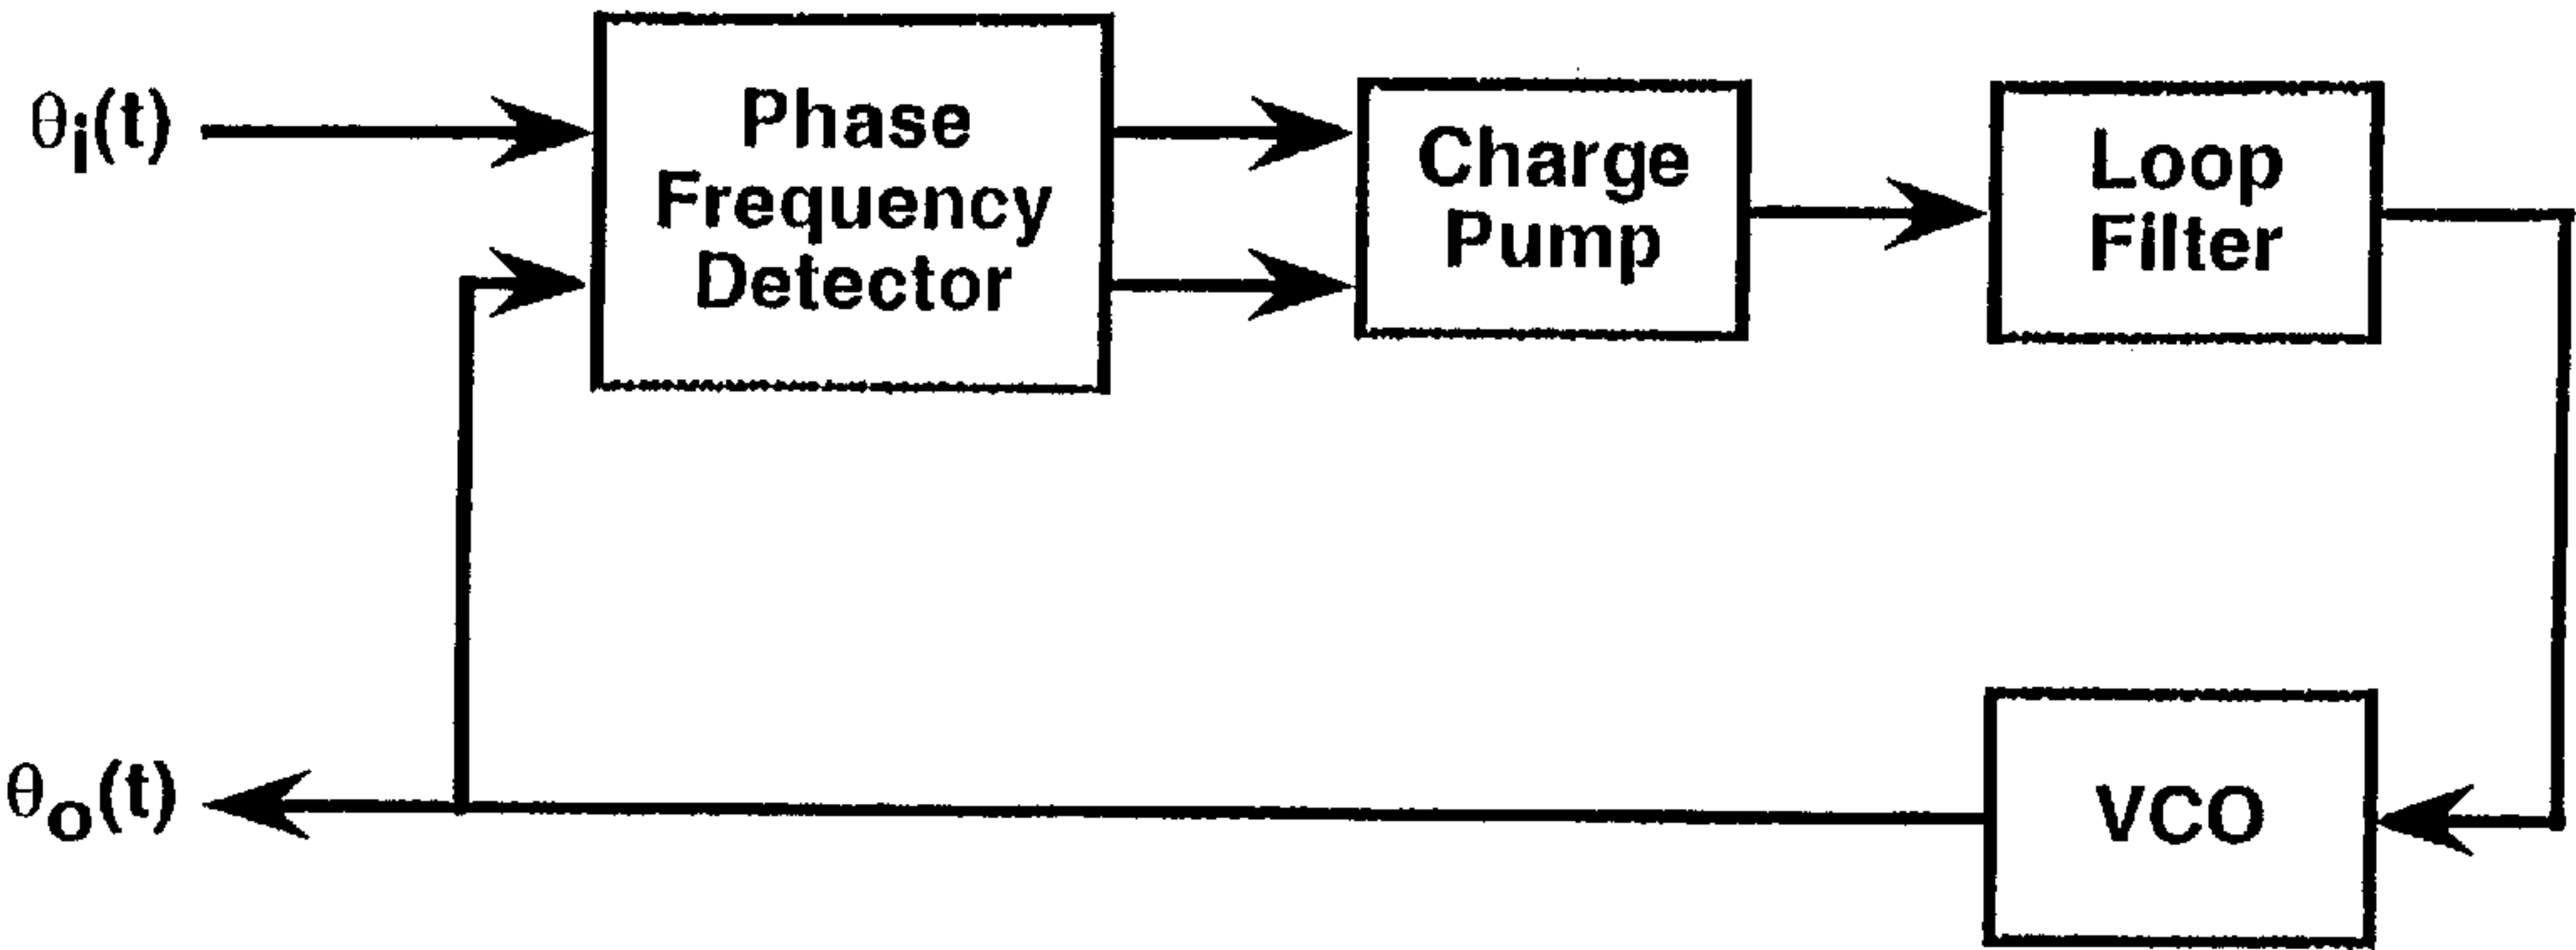 θi(t)
Phase
Frequency
Detector
Charge
Pump
Loop
Filter
θo(t)
VCO